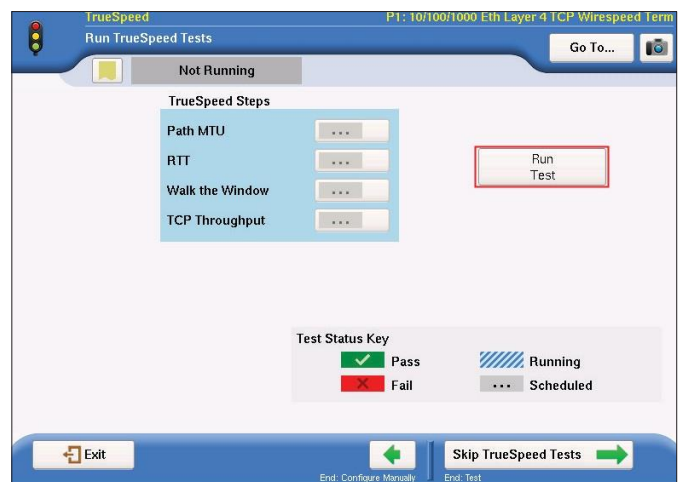 TrueSpeed
P1: 10/100/1000 Eth Layer 4 TCP Wirespeed Term
Run TrueSpeed Tests
Go To...
Not Running
TrueSpeed Steps
Path MTU
...
RTT
...
Walk the Window
...
TCP Throughput
...
Run
Test
Test Status Key
Pass
Running
Fail
... Scheduled
Exit
Skip TrueSpeed Tests
End: Configure Manually
End: Test